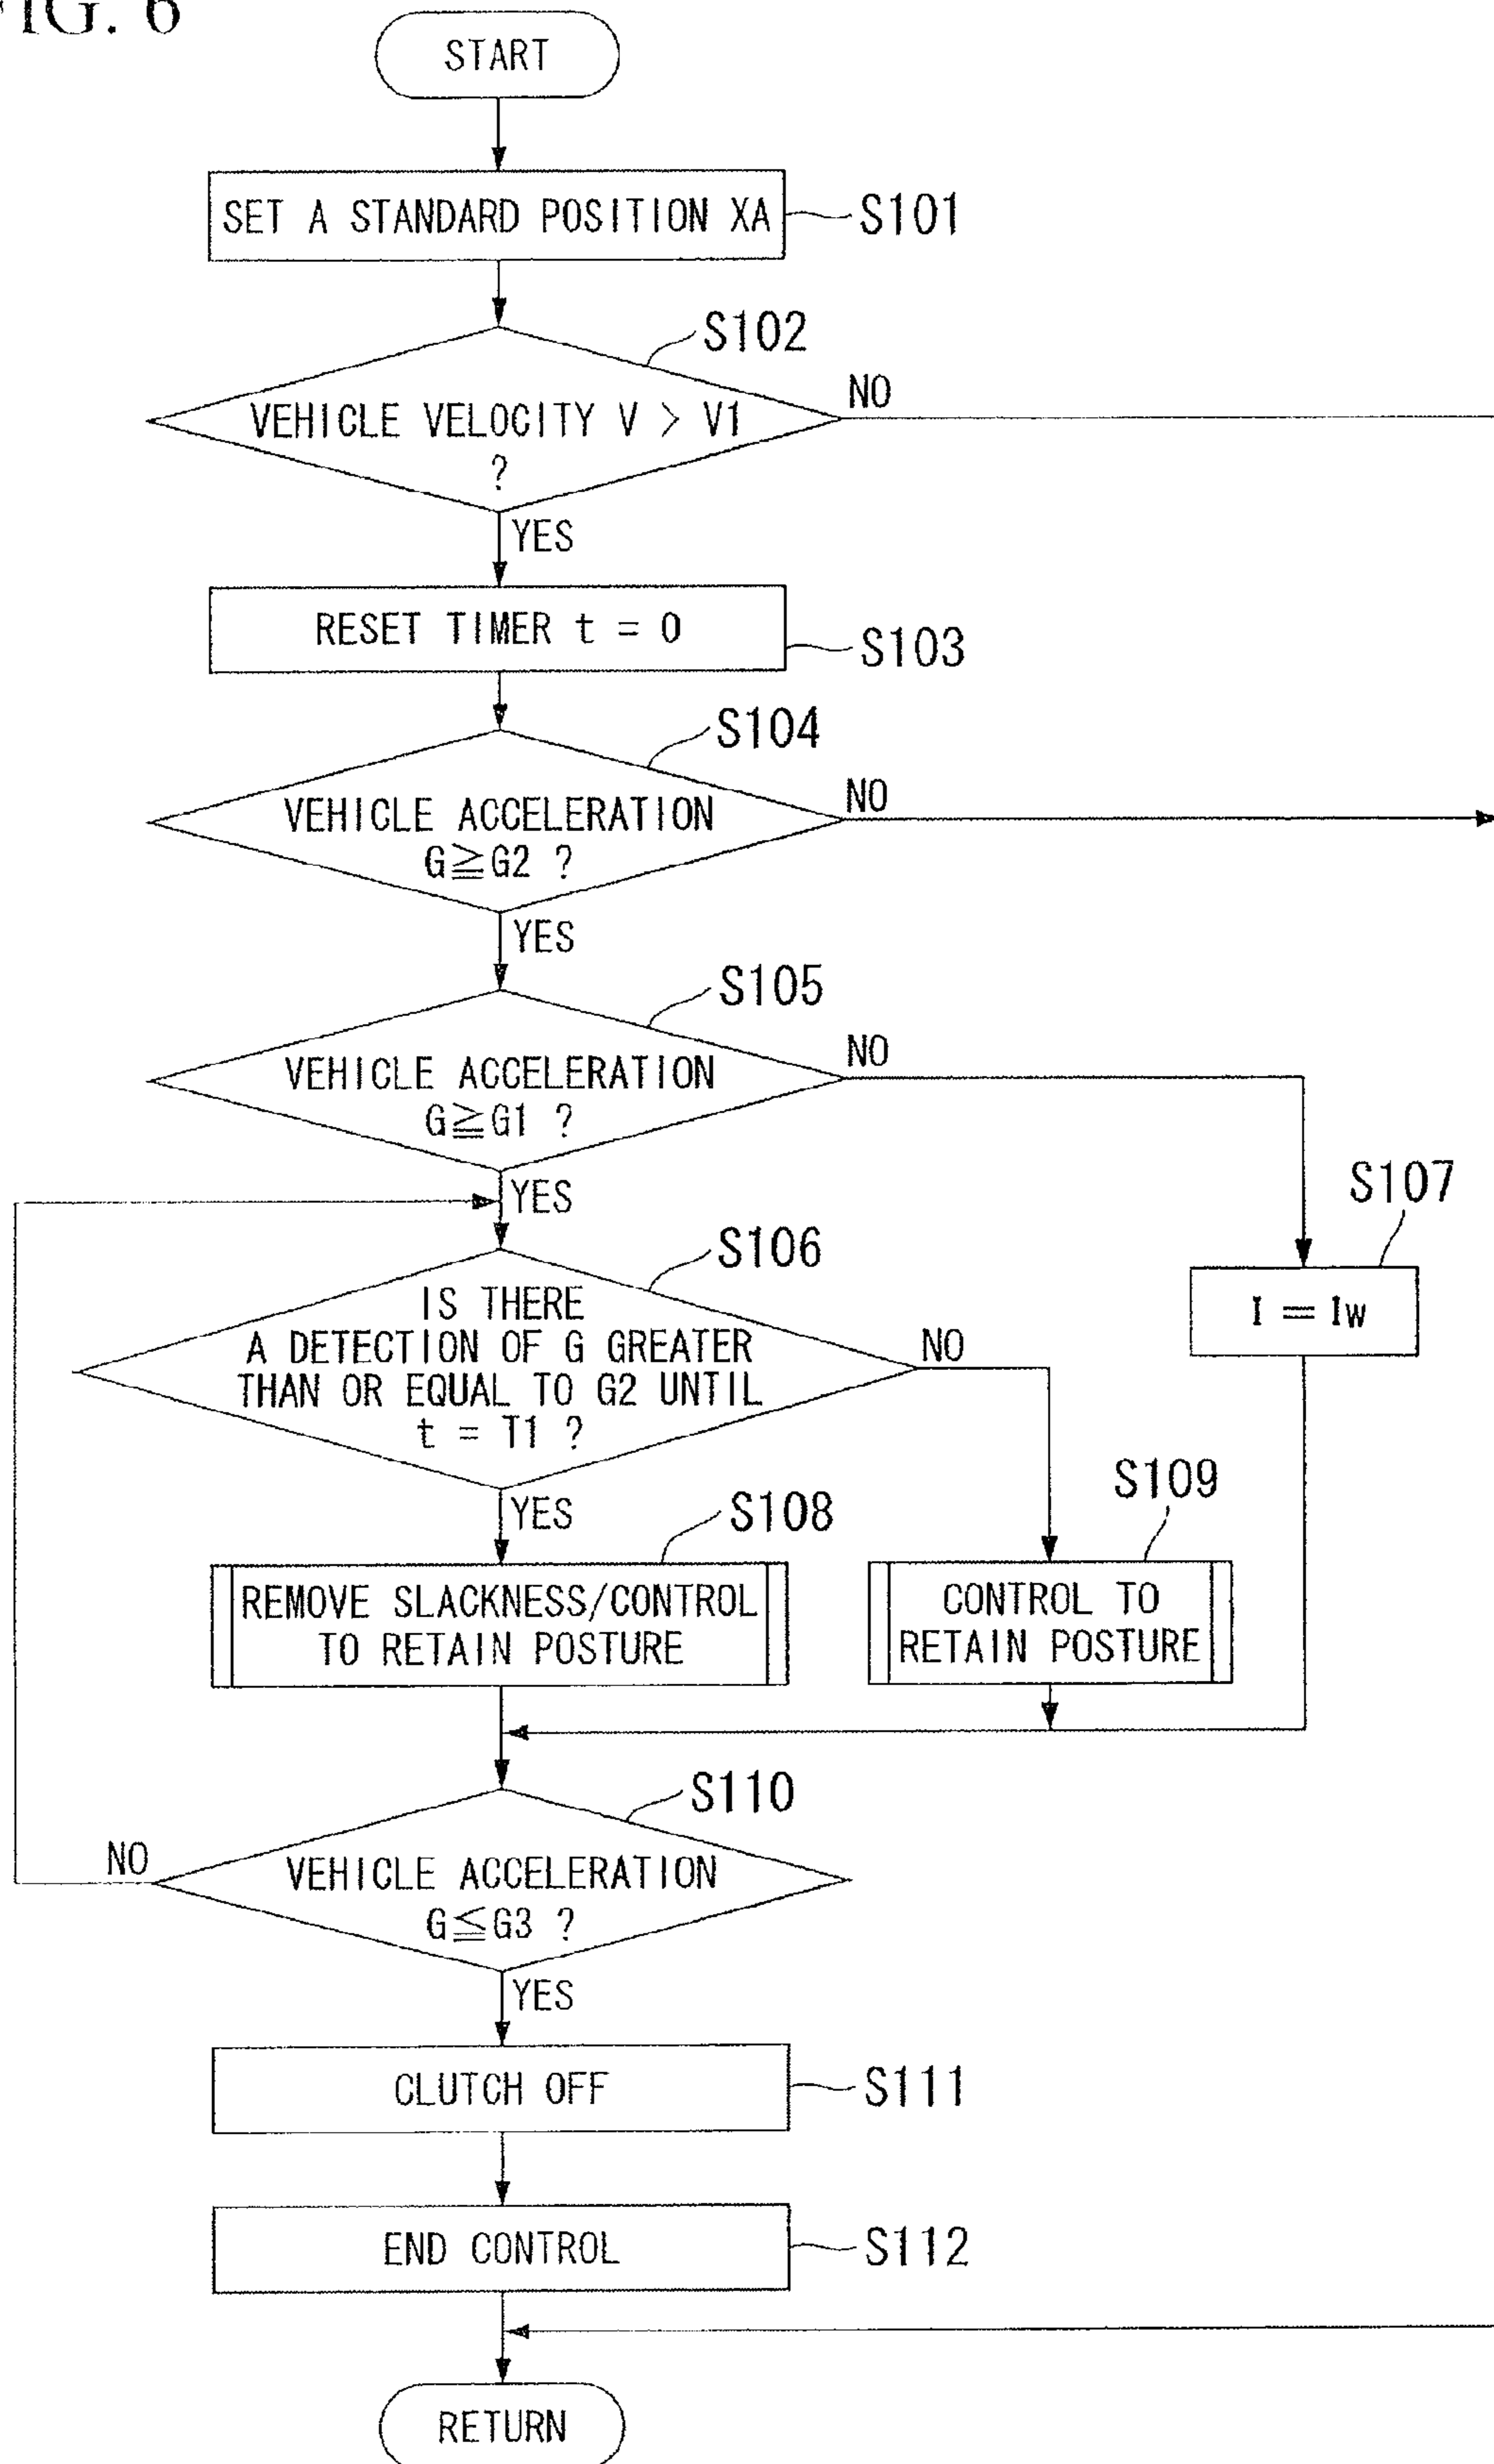 FIG. 6
START
SET A STANDARD POSITION XA
S101
S102
VEHICLE VELOCITY V > V1
?
NO
YES
RESET TIMER t = 0
S103
S104
VEHICLE ACCELERATION
G≧G2 ?
NO
YES
S105
VEHICLE ACCELERATION
G≧G1 ?
NO
YES
S107
I = Iw
S106
IS THERE
A DETECTION OF G GREATER
THAN OR EQUAL TO G2 UNTIL
t = T1 ?
NO
YES
S108
REMOVE SLACKNESS/CONTROL
TO RETAIN POSTURE
S109
CONTROL TO
RETAIN POSTURE
S110
VEHICLE ACCELERATION
G≦G3 ?
NO
YES
CLUTCH OFF
S111
END CONTROL
S112
RETURN